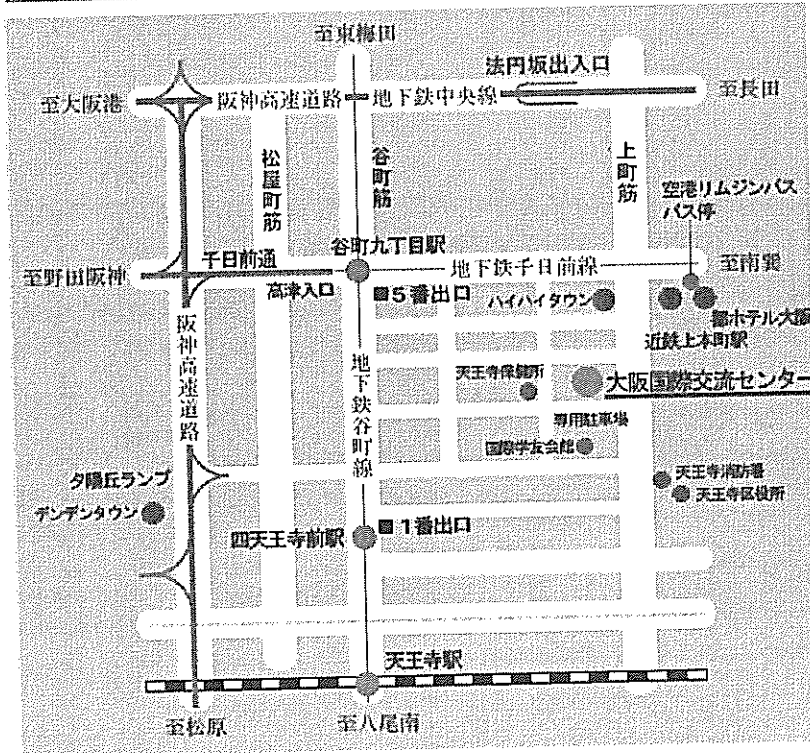 至東梅田
法円坂出入口
至大阪港
阪神高速道路
地下鉄中央線
至長田
松屋町筋
谷町筋
上町筋
空港リムジンバス
バス停
谷町九丁目駅
千日前通
地下鉄千日前線
至南巽
至野田阪神
高津入口
■5番出口
ハイハイタウン
都ホテル大阪
近鉄上本町駅
阪神高速道路
地下鉄谷町線
天王寺保健所
大阪国際交流センター
専用駐車場
国際学友会館
夕陽丘ランプ
天王寺消防署
天王寺区役所
デンデンタウン
四天王寺前駅
■1番出口
天王寺駅
至松原
至八尾南